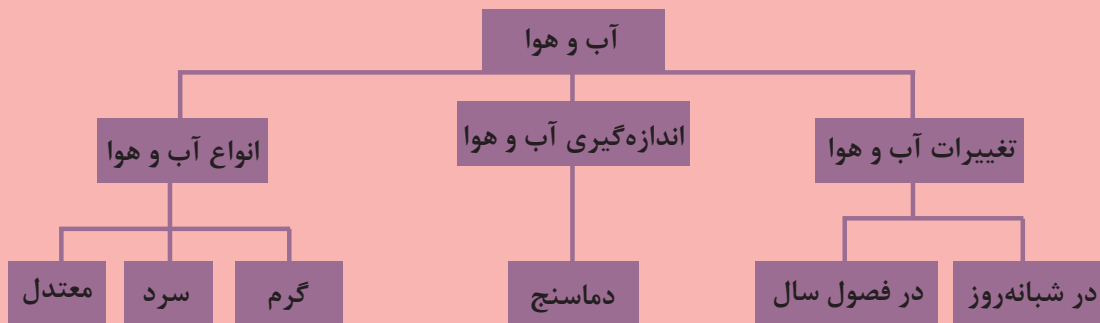 آب و هوا
تغییرات آب و هوا
اندازه‌گیری آب و هوا
انواع آب و هوا
در شبانه‌روز
در فصول سال
دماسنج
گرم
سرد
معتدل